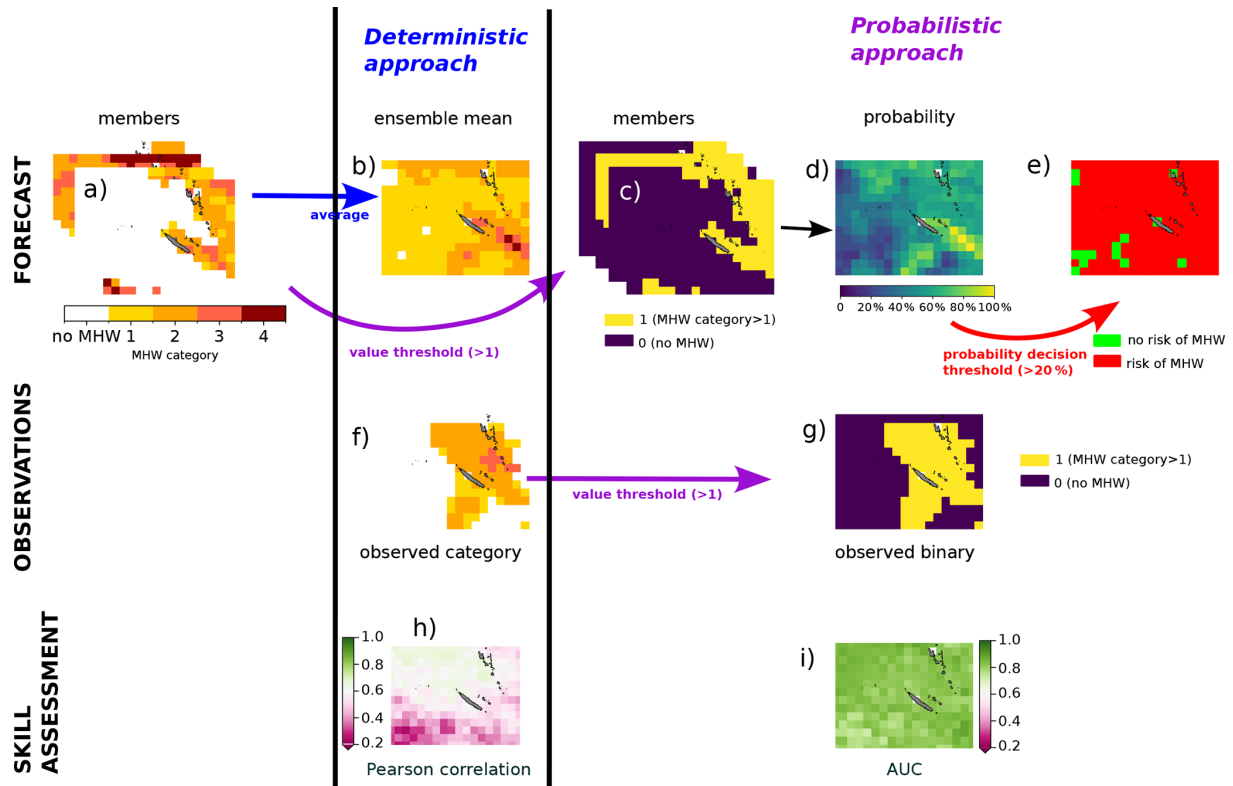 Deterministic
approach
Probabilistic
approach
FORECAST
members
ensemble mean
members
probability
a)
b)
c)
d)
e)
average
no MHW
1
2
3
4
MHW category
value threshold (>1)
1 (MHW category>1)
0 (no MHW)
0%
20%
40%
60%
80%
100%
probability decision
threshold (>20%)
no risk of MHW
risk of MHW
OBSERVATIONS
f)
g)
value threshold (>1)
1 (MHW category>1)
0 (no MHW)
observed category
observed binary
SKILL
ASSESSMENT
h)
1.0
0.8
0.6
0.4
0.2
Pearson correlation
i)
1.0
0.8
0.6
0.4
0.2
AUC